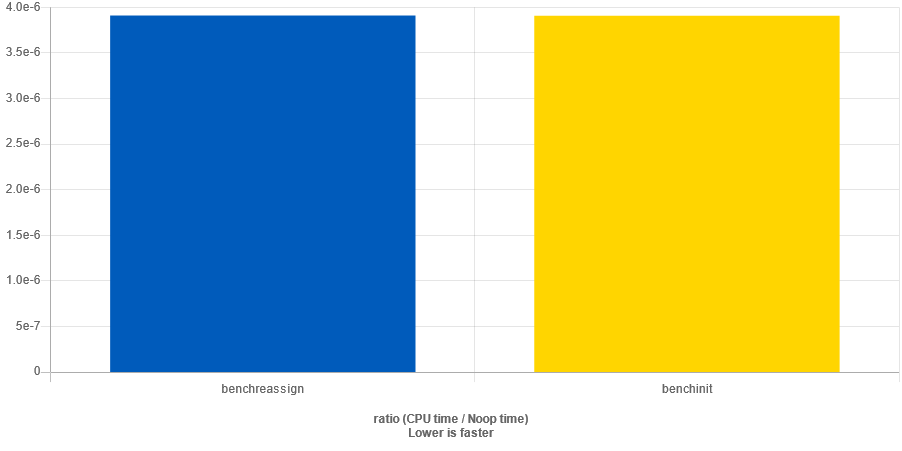 4.0e-6
3.5e-6
3.0e-6
2.5e-6
2.0e-6
1.5e-6
1.0e-6
5e-7
0
benchreassign
benchinit
ratio (CPU time / Noop time)
Lower is faster